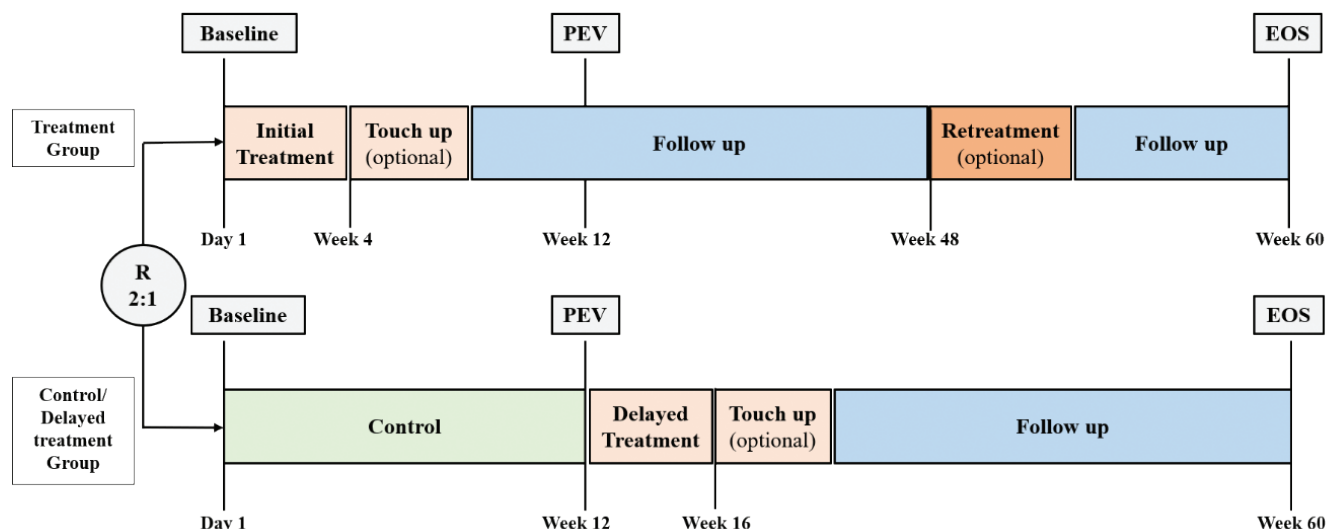 Baseline
PEV
EOS
Treatment
Group
Initial
Treatment
Touch up
(optional)
Follow up
Retreatment
(optional)
Follow up
Day 1
Week 4
Week 12
Week 48
Week 60
R
2:1
Baseline
PEV
EOS
Control/
Delayed
treatment
Group
Control
Delayed
Treatment
Touch up
(optional)
Follow up
Day 1
Week 12
Week 16
Week 60